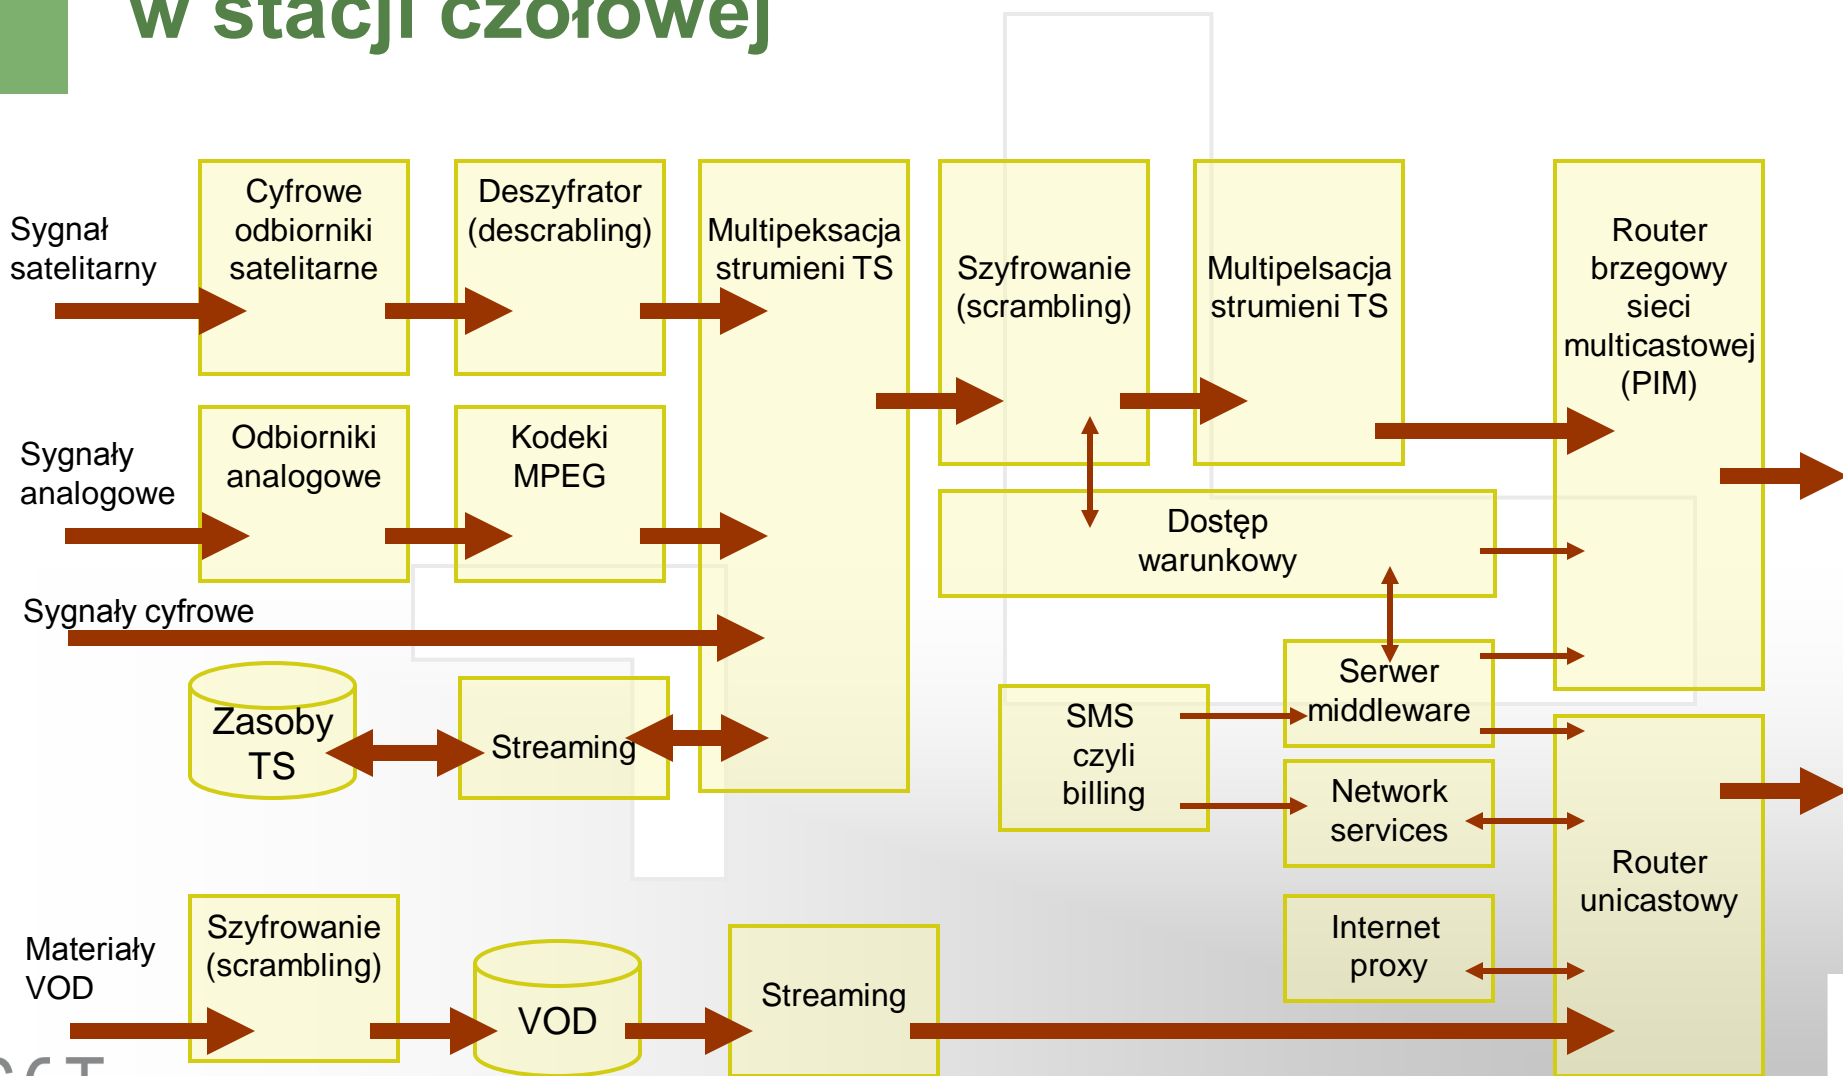 w stacji czołowej
Sygnał
satelitarny
Cyfrowe
odbiorniki
satelitarne
Deszyfrator
(descrabling)
Multipeksacja
strumieni TS
Szyfrowanie
(scrambling)
Multipelsacja
strumieni TS
Router
brzegowy
sieci
multicastowej
(PIM)
Sygnały
analogowe
Odbiorniki
analogowe
Kodeki
MPEG
Dostęp
warunkowy
Sygnały cyfrowe
Zasoby
TS
Streaming
SMS
czyli
billing
Serwer
middleware
Network
services
Internet
proxy
Router
unicastowy
Materiały
VOD
Szyfrowanie
(scrambling)
VOD
Streaming